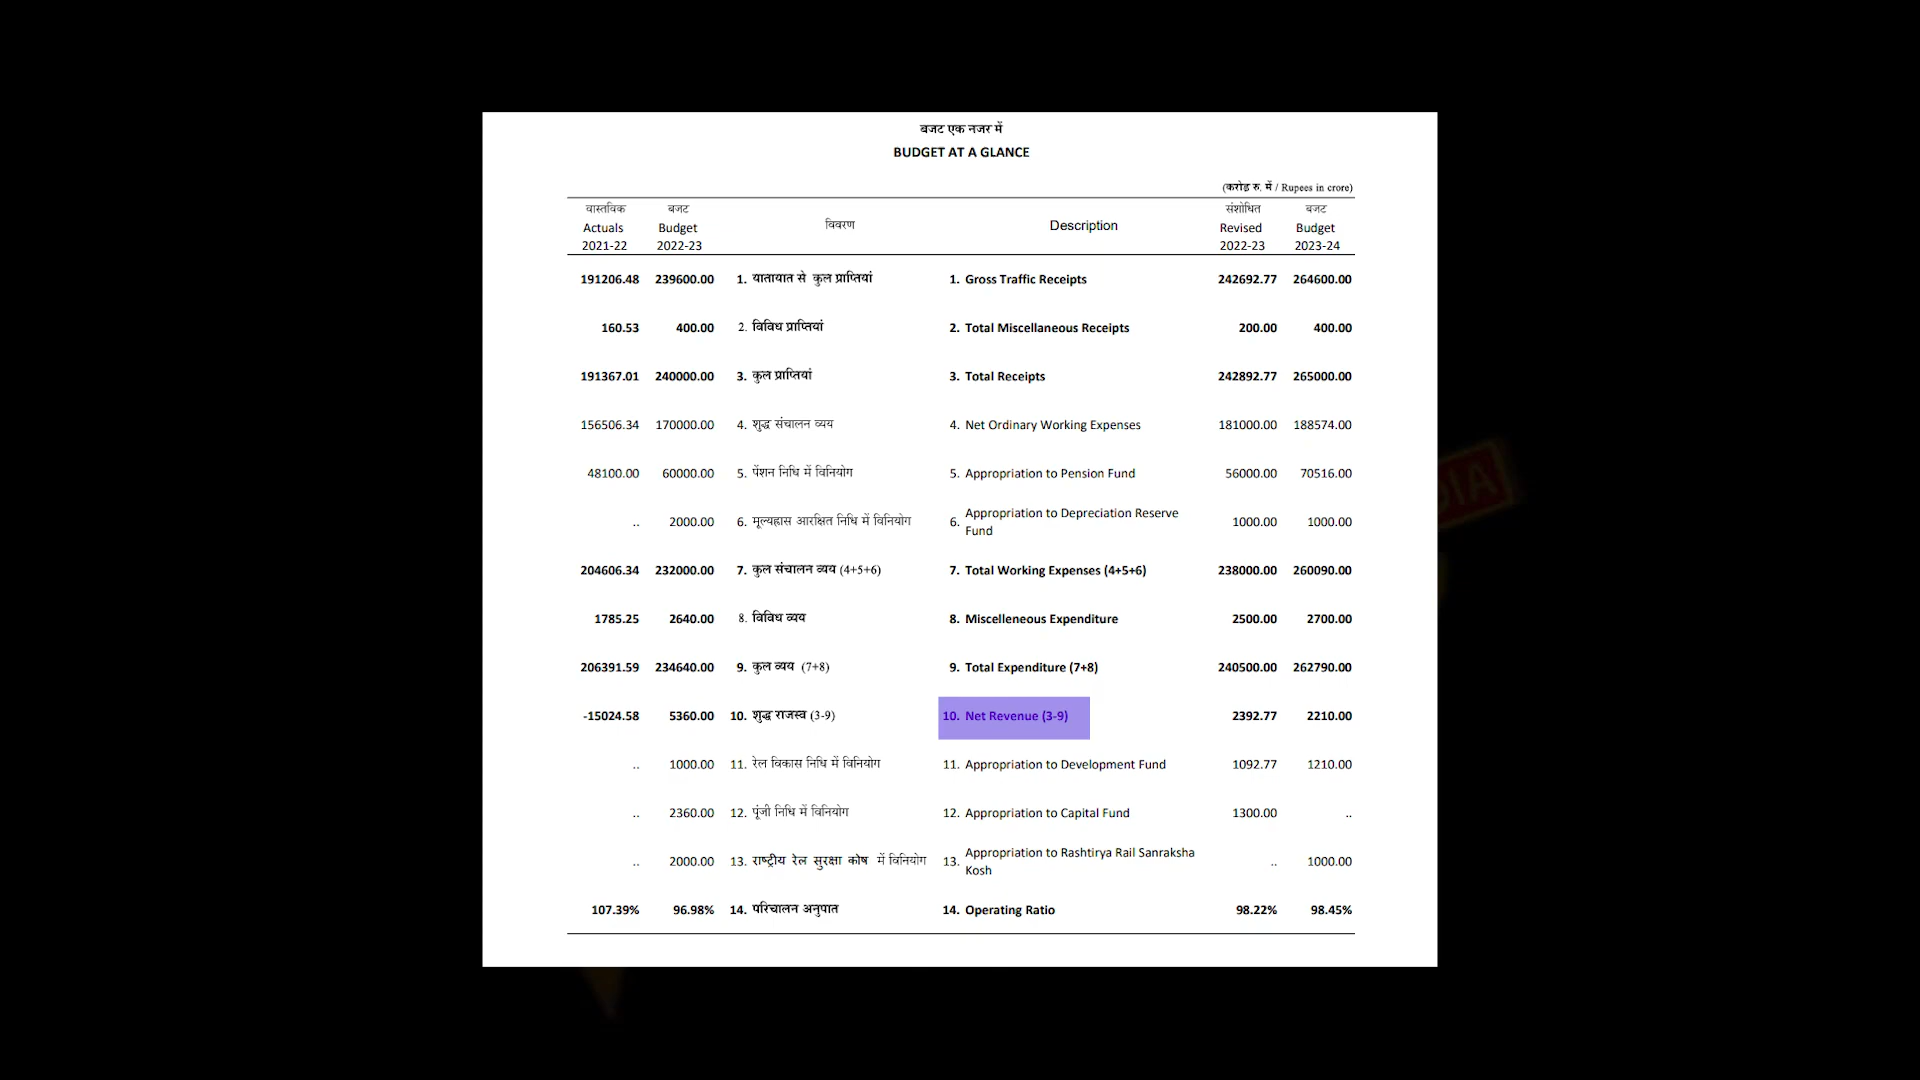 बजट एक नजर में
BUDGET AT A GLANCE
(करोड़ रु. में / Rupees in crore)
वास्तविक बजट संशोधित बजट
Actuals Budget विवरण Description Revised Budget
2021-22 2022-23 2022-23 2023-24
191206.48 239600.00 1. यातायात से कुल प्राप्तियां 1. Gross Traffic Receipts 242692.77 264600.00
160.53 400.00 2. विविध प्राप्तियां 2. Total Miscellaneous Receipts 200.00 400.00
191367.01 240000.00 3. कुल प्राप्तियां 3. Total Receipts 242892.77 265000.00
156506.34 170000.00 4. शुद्ध संचालन व्यय 4. Net Ordinary Working Expenses 181000.00 188574.00
48100.00 60000.00 5. पेंशन निधि में विनियोग 5. Appropriation to Pension Fund 56000.00 70516.00
.. 2000.00 6. मूल्यह्रास आरक्षित निधि में विनियोग 6. Appropriation to Depreciation Reserve Fund 1000.00 1000.00
204606.34 232000.00 7. कुल संचालन व्यय (4+5+6) 7. Total Working Expenses (4+5+6) 238000.00 260090.00
1785.25 2640.00 8. विविध व्यय 8. Miscelleneous Expenditure 2500.00 2700.00
206391.59 234640.00 9. कुल व्यय (7+8) 9. Total Expenditure (7+8) 240500.00 262790.00
-15024.58 5360.00 10. शुद्ध राजस्व (3-9) 10. Net Revenue (3-9) 2392.77 2210.00
.. 1000.00 11. रेल विकास निधि में विनियोग 11. Appropriation to Development Fund 1092.77 1210.00
.. 2360.00 12. पूंजी निधि में विनियोग 12. Appropriation to Capital Fund 1300.00 ..
.. 2000.00 13. राष्ट्रीय रेल सुरक्षा कोष में विनियोग 13. Appropriation to Rashtirya Rail Sanraksha Kosh .. 1000.00
107.39% 96.98% 14. परिचालन अनुपात 14. Operating Ratio 98.22% 98.45%